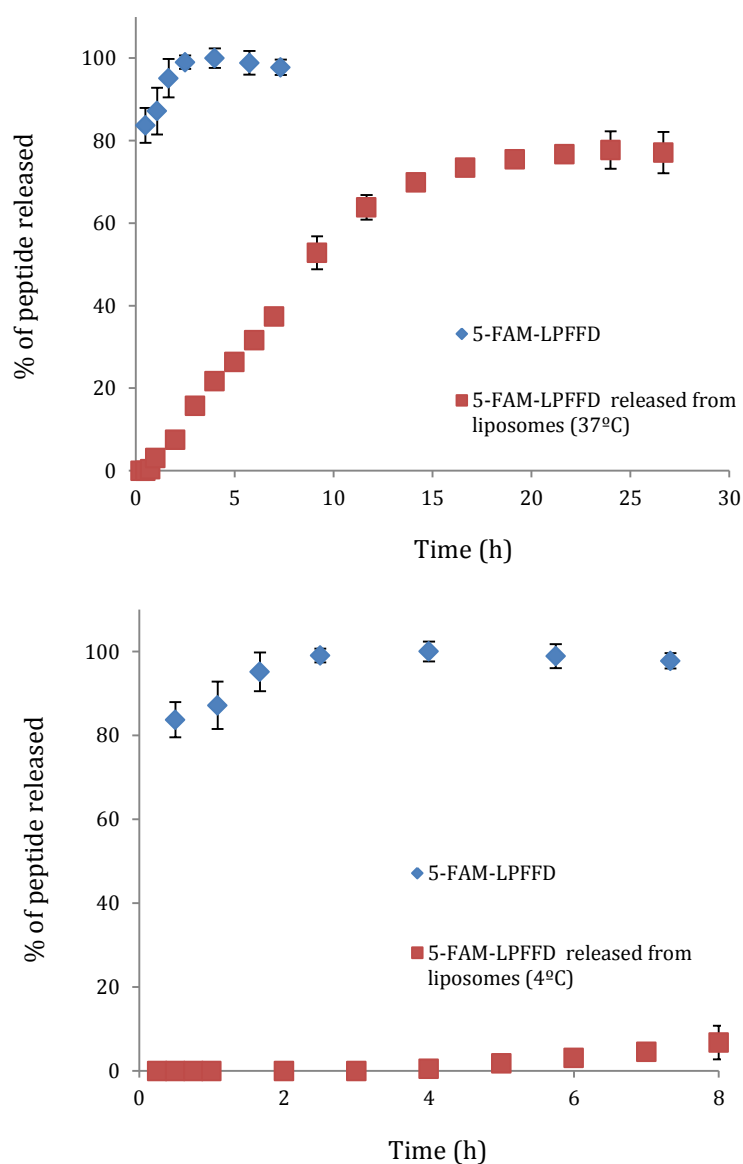 % of peptide released
100
80
60
40
20
0
0 5 10 15 20 25 30
Time (h)
5-FAM-LPFFD
5-FAM-LPFFD released from
liposomes (37ºC)
% of peptide released
100
80
60
40
20
0
0 2 4 6 8
Time (h)
5-FAM-LPFFD
5-FAM-LPFFD released from
liposomes (4ºC)